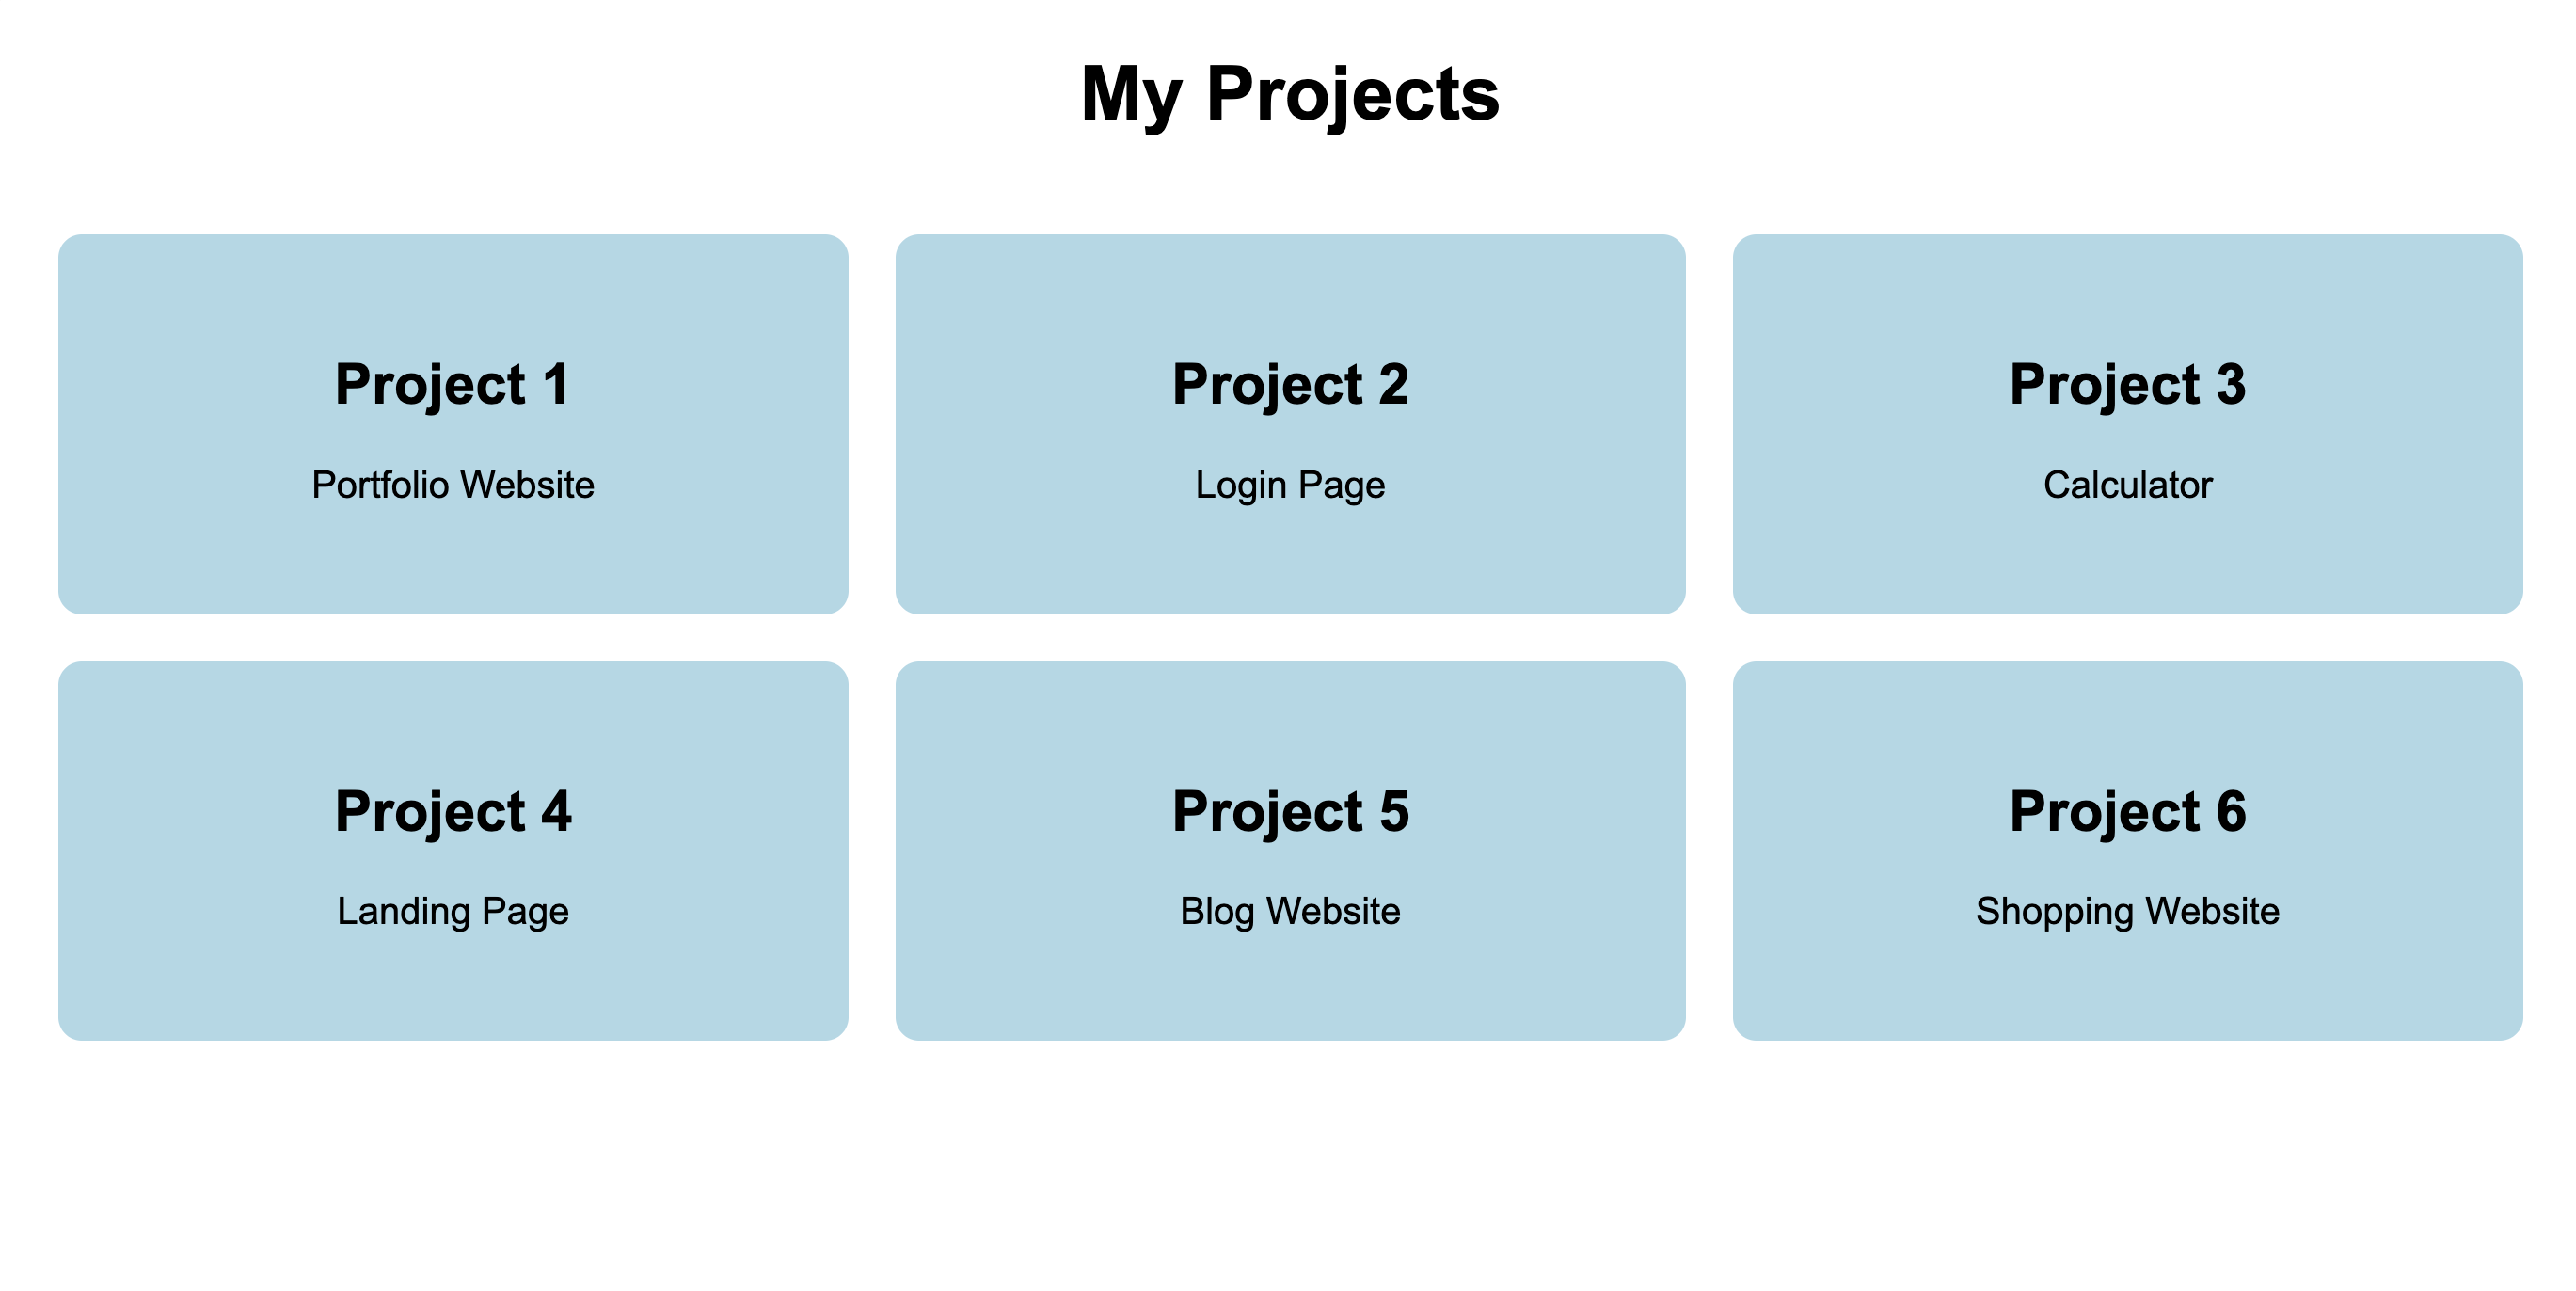 My Projects
Project 1
Portfolio Website
Project 2
Login Page
Project 3
Calculator
Project 4
Landing Page
Project 5
Blog Website
Project 6
Shopping Website